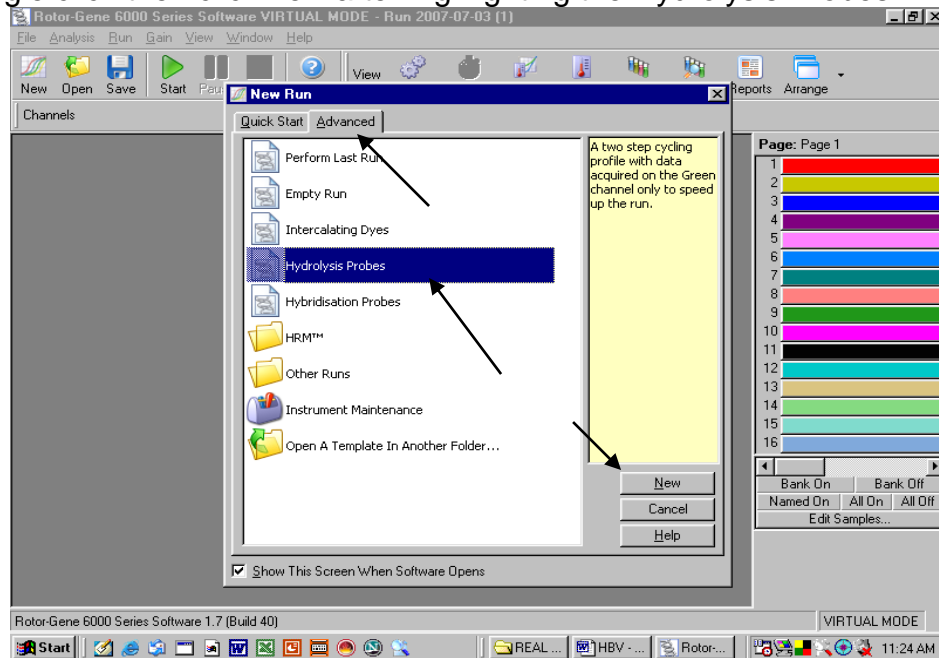 Rotor-Gene 6000 Series Software VIRTUAL MODE - Run 2007-07-03 (1)
File Analysis Run Gain View Window Help
New Open Save Start View Reports Arrange
Channels
New Run
Quick Start Advanced
Perform Last Run
Empty Run
Intercalating Dyes
Hydrolysis Probes
Hybridisation Probes
HRM™
Other Runs
Instrument Maintenance
Open A Template In Another Folder...
A two step cycling
profile with data
acquired on the Green
channel only to speed
up the run.
New
Cancel
Help
Show This Screen When Software Opens
Page: Page 1
1
2
3
4
5
6
7
8
9
10
11
12
13
14
15
16
Bank On Bank Off
Named On All On All Off
Edit Samples...
Rotor-Gene 6000 Series Software 1.7 (Build 40) VIRTUAL MODE
Start REAL ... HBV - ... Rotor-... 11:24 AM